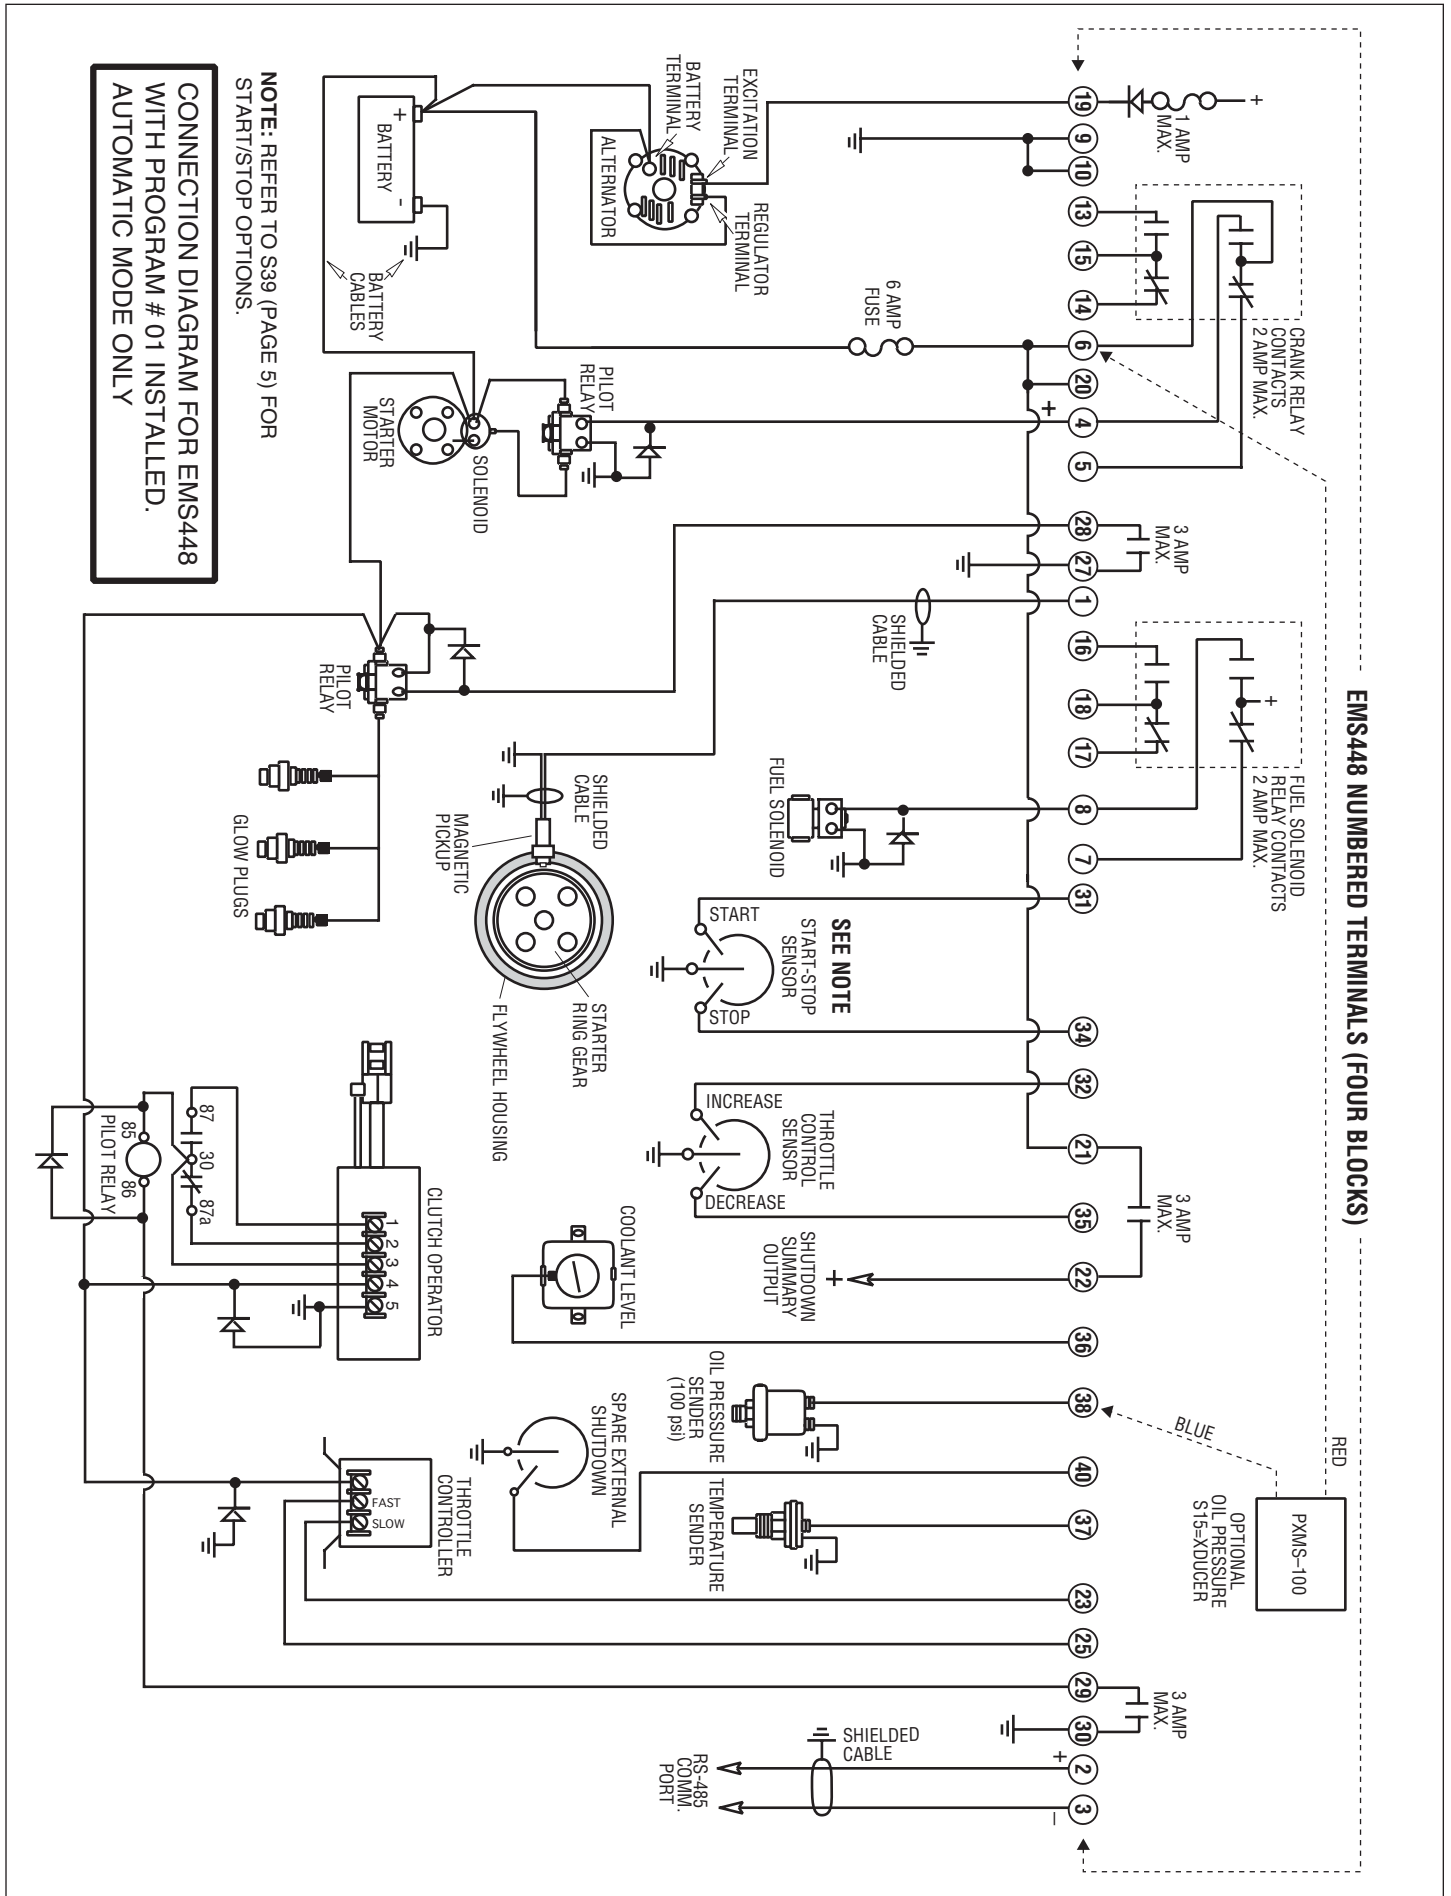 EMS448 NUMBERED TERMINALS (FOUR BLOCKS)
19
9
10
13
15
14
6
20
4
5
28
27
1
16
18
17
8
7
31
34
32
21
35
22
36
38
40
37
23
25
29
30
2
3
+
1 AMP
MAX.
CRANK RELAY
CONTACTS
2 AMP MAX.
3 AMP
MAX.
+
FUEL SOLENOID
RELAY CONTACTS
2 AMP MAX.
3 AMP
MAX.
BLUE
RED
PXMS–100
OPTIONAL
OIL PRESSURE
S15=XDUCER
3 AMP
MAX.
+
–
+
EXCITATION
TERMINAL
BATTERY
TERMINAL
REGULATOR
TERMINAL
ALTERNATOR
6 AMP
FUSE
+
BATTERY
-
BATTERY
CABLES
PILOT
RELAY
SOLENOID
STARTER
MOTOR
SHIELDED
CABLE
PILOT
RELAY
GLOW PLUGS
SHIELDED
CABLE
MAGNETIC
PICKUP
STARTER
RING GEAR
FLYWHEEL HOUSING
FUEL SOLENOID
SEE NOTE
START-STOP
SENSOR
START
STOP
THROTTLE
CONTROL
SENSOR
INCREASE
DECREASE
SHUTDOWN
SUMMARY
OUTPUT
+
COOLANT LEVEL
CLUTCH OPERATOR
1
2
3
4
5
87
30
87a
85
86
PILOT RELAY
OIL PRESSURE
SENDER
(100 psi)
SPARE EXTERNAL
SHUTDOWN
TEMPERATURE
SENDER
THROTTLE
CONTROLLER
FAST
SLOW
SHIELDED
CABLE
RS-485
COMM.
PORT
NOTE: REFER TO S39 (PAGE 5) FOR
START/STOP OPTIONS.
CONNECTION DIAGRAM FOR EMS448
WITH PROGRAM # 01 INSTALLED.
AUTOMATIC MODE ONLY